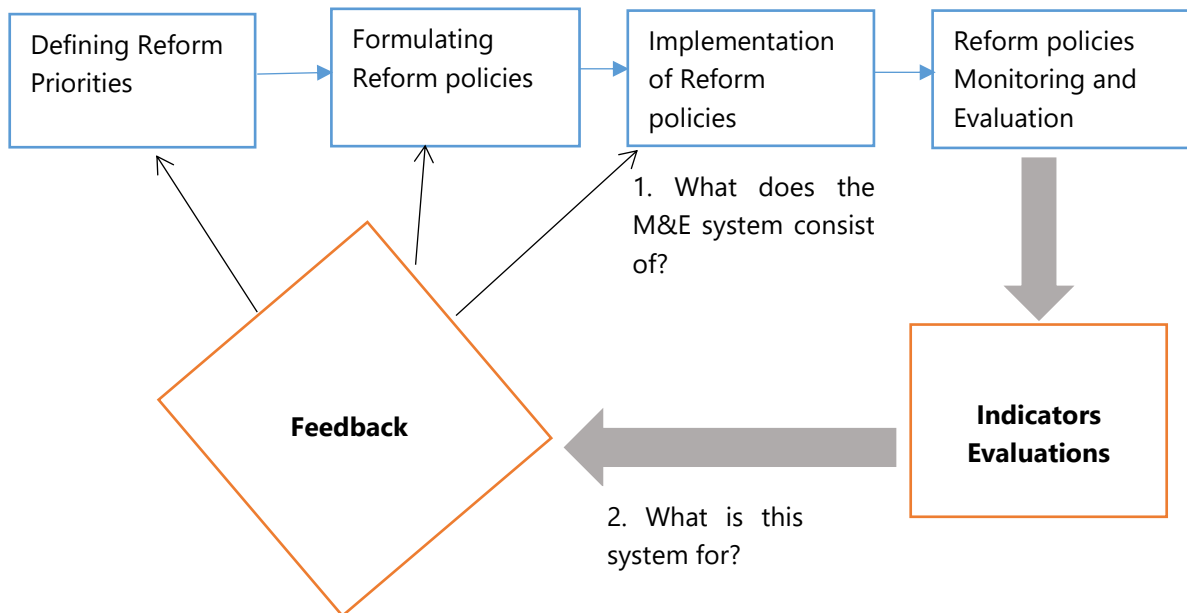 Defining Reform
Priorities
Formulating
Reform policies
Implementation
of Reform
policies
Reform policies
Monitoring and
Evaluation
1. What does the
M&E system consist
of?
Feedback
Indicators
Evaluations
2. What is this
system for?